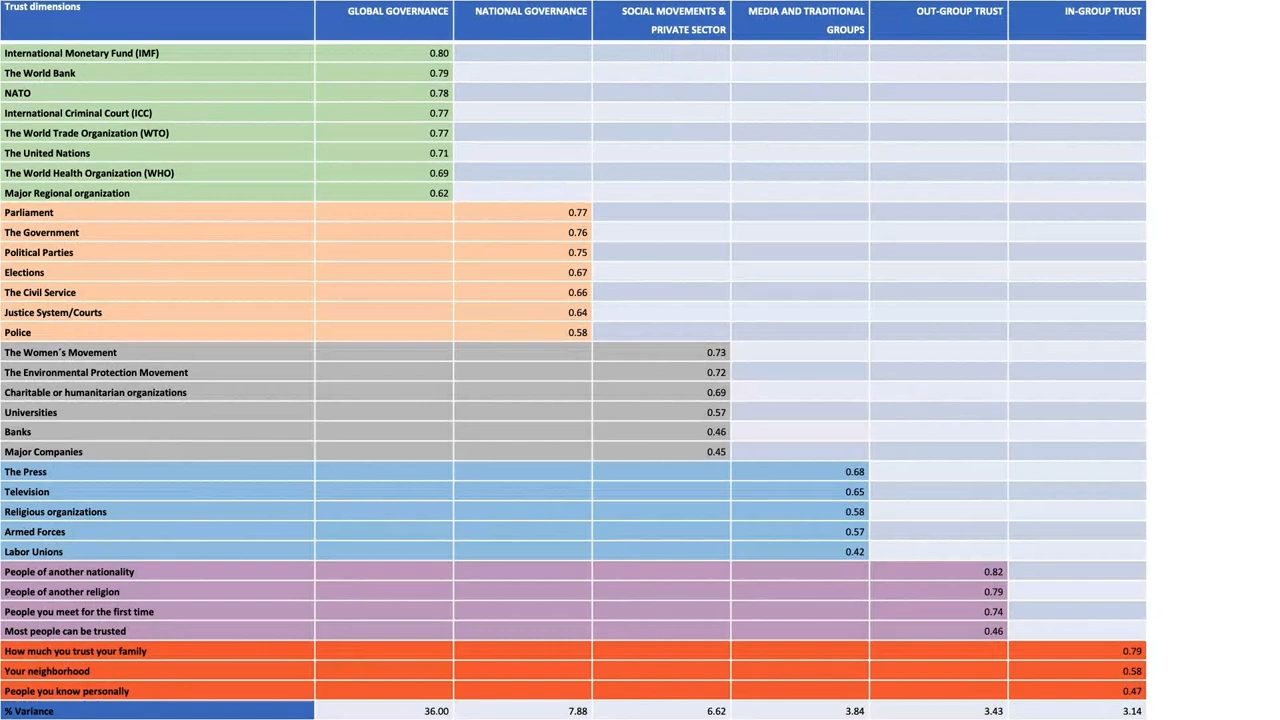 Trust dimensions GLOBAL GOVERNANCE NATIONAL GOVERNANCE SOCIAL MOVEMENTS & PRIVATE SECTOR MEDIA AND TRADITIONAL GROUPS OUT-GROUP TRUST IN-GROUP TRUST
International Monetary Fund (IMF) 0.80
The World Bank 0.79
NATO 0.78
International Criminal Court (ICC) 0.77
The World Trade Organization (WTO) 0.77
The United Nations 0.71
The World Health Organization (WHO) 0.69
Major Regional organization 0.62
Parliament 0.77
The Government 0.76
Political Parties 0.75
Elections 0.67
The Civil Service 0.66
Justice System/Courts 0.64
Police 0.58
The Women´s Movement 0.73
The Environmental Protection Movement 0.72
Charitable or humanitarian organizations 0.69
Universities 0.57
Banks 0.46
Major Companies 0.45
The Press 0.68
Television 0.65
Religious organizations 0.58
Armed Forces 0.57
Labor Unions 0.42
People of another nationality 0.82
People of another religion 0.79
People you meet for the first time 0.74
Most people can be trusted 0.46
How much you trust your family 0.79
Your neighborhood 0.58
People you know personally 0.47
% Variance 36.00 7.88 6.62 3.84 3.43 3.14